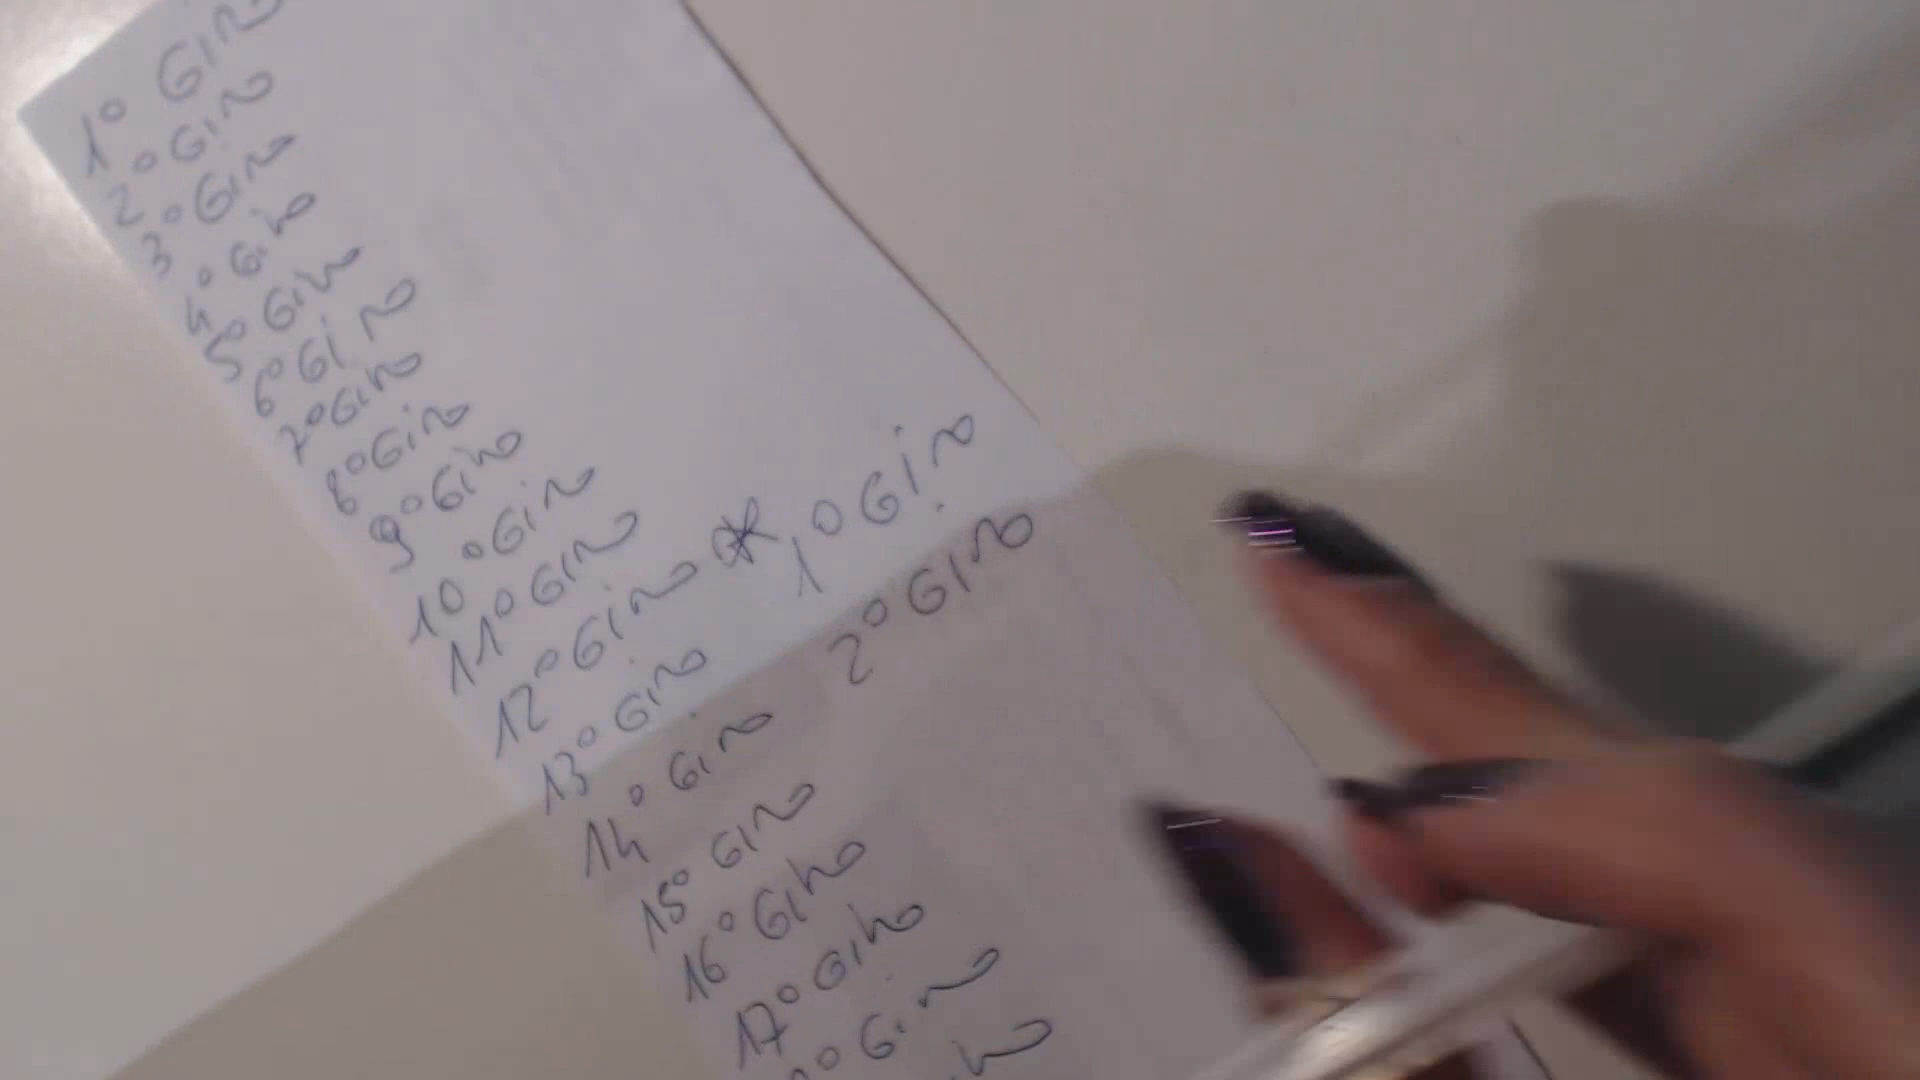 1° Giro
2° Giro
3° Giro
4° Giro
5° Giro
6° Giro
7° Giro
8° Giro
9° Giro
10° Giro
11° Giro
12° Giro * 1° Giro
13° Giro 2° Giro
14° Giro
15° Giro
16° Giro
17° Giro
Giro